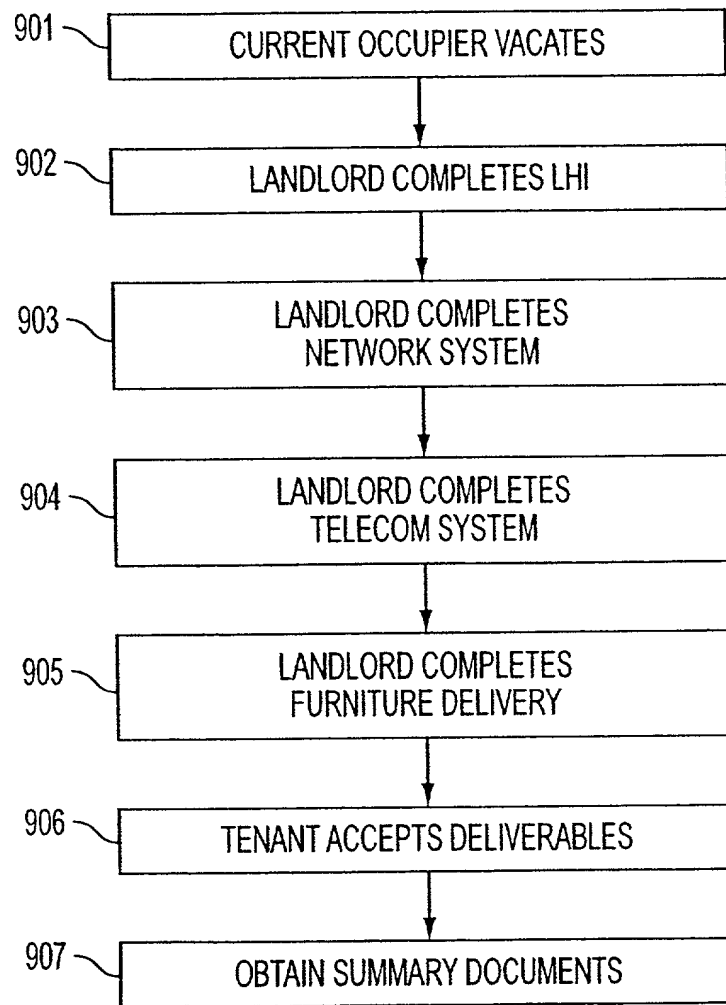 901
CURRENT OCCUPIER VACATES
902
LANDLORD COMPLETES LHI
903
LANDLORD COMPLETES
NETWORK SYSTEM
904
LANDLORD COMPLETES
TELECOM SYSTEM
905
LANDLORD COMPLETES
FURNITURE DELIVERY
906
TENANT ACCEPTS DELIVERABLES
907
OBTAIN SUMMARY DOCUMENTS